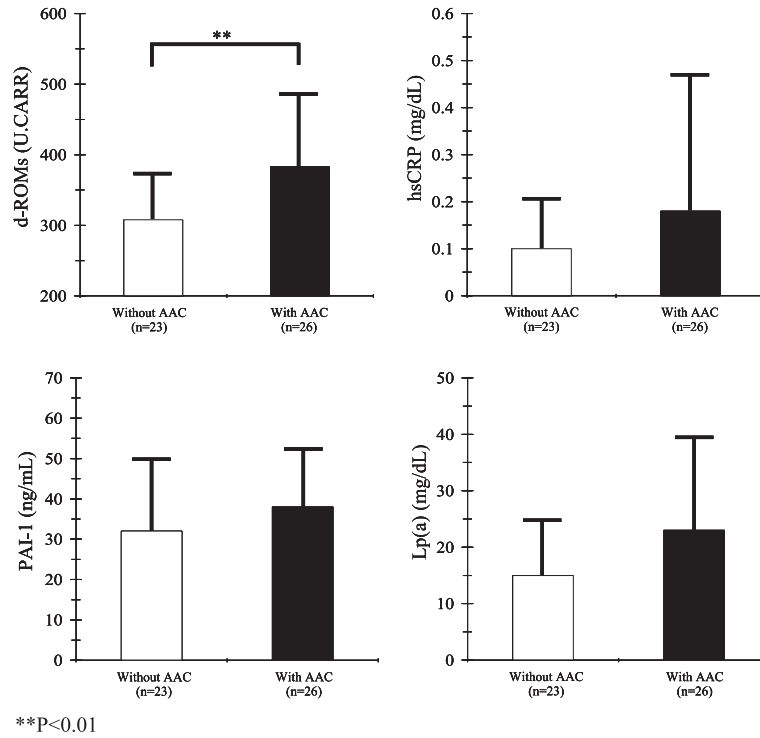 d-ROMs (U.CARR)
600
500
400
300
200
**
Without AAC
(n=23)
With AAC
(n=26)
hsCRP (mg/dL)
0.6
0.5
0.4
0.3
0.2
0.1
0
Without AAC
(n=23)
With AAC
(n=26)
PAI-1 (ng/mL)
70
60
50
40
30
20
10
0
Without AAC
(n=23)
With AAC
(n=26)
Lp(a) (mg/dL)
50
40
30
20
10
0
Without AAC
(n=23)
With AAC
(n=26)
**P<0.01